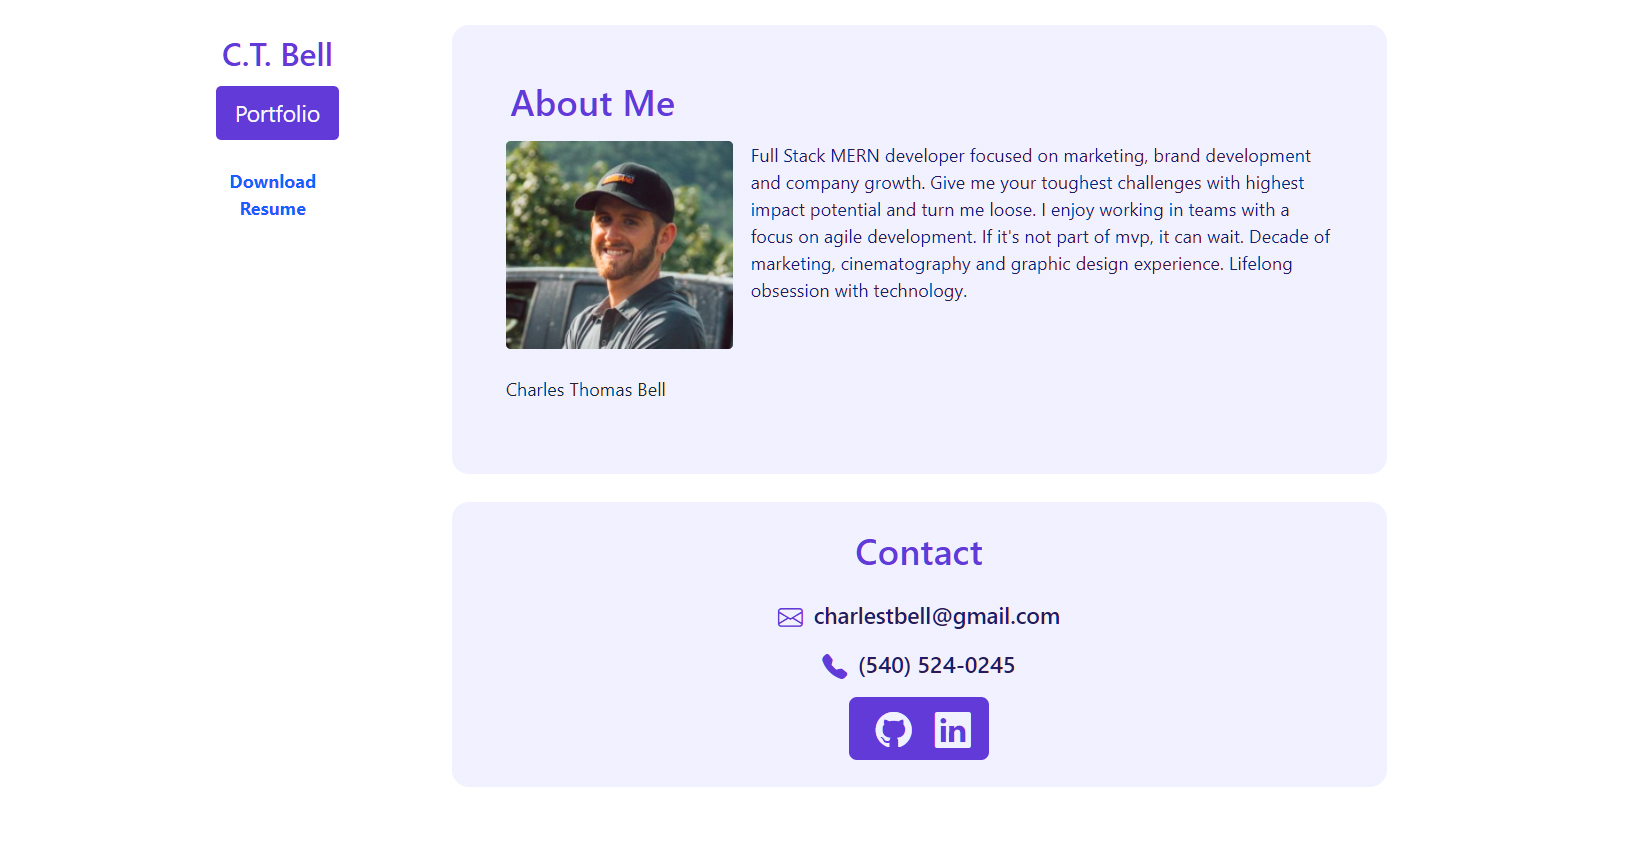 C.T. Bell
Portfolio
Download
Resume
About Me
Full Stack MERN developer focused on marketing, brand development
and company growth. Give me your toughest challenges with highest
impact potential and turn me loose. I enjoy working in teams with a
focus on agile development. If it's not part of mvp, it can wait. Decade of
marketing, cinematography and graphic design experience. Lifelong
obsession with technology.
Charles Thomas Bell
Contact
charlestbell@gmail.com
(540) 524-0245
in